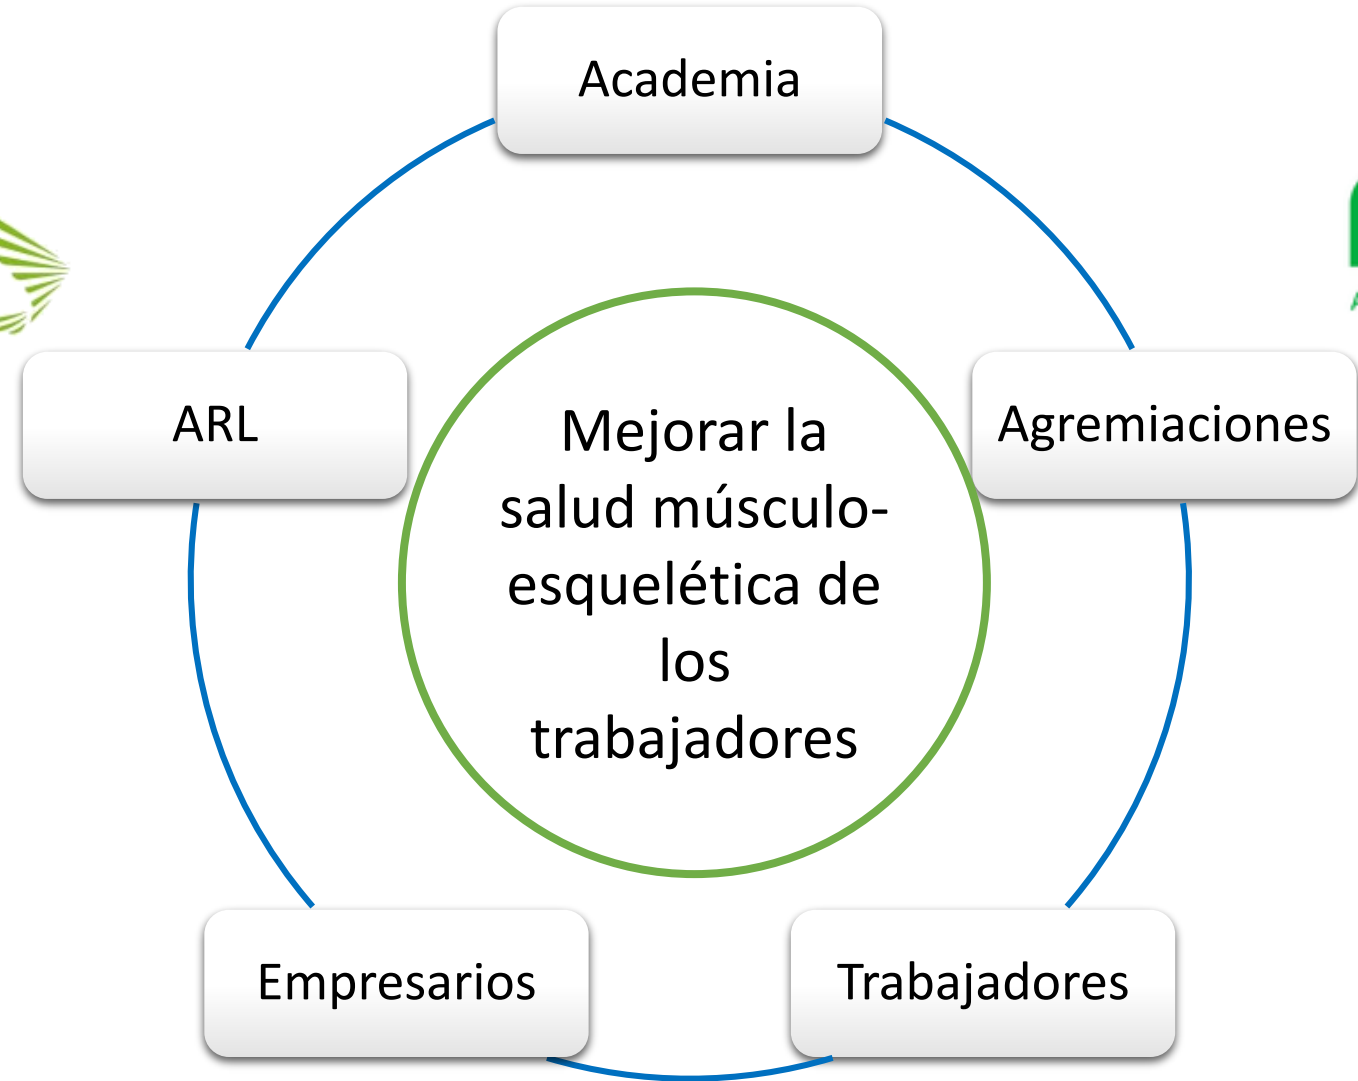 Academia
ARL
Agremiaciones
Mejorar la
salud músculo-
esquelética de
los
trabajadores
Empresarios
Trabajadores